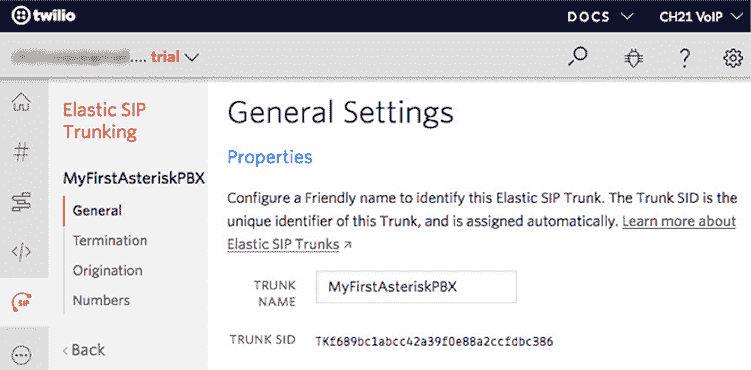 twilio
DOCS
CH21 VoIP
.... trial
Elastic SIP
Trunking
MyFirstAsteriskPBX
General
Termination
Origination
Numbers
‹ Back
SIP
General Settings
Properties
Configure a Friendly name to identify this Elastic SIP Trunk. The Trunk SID is the
unique identifier of this Trunk, and is assigned automatically. Learn more about
Elastic SIP Trunks ↗
TRUNK
NAME
MyFirstAsteriskPBX
TRUNK SID
TKf689bc1abcc42a39f0e88a2ccfdbc386